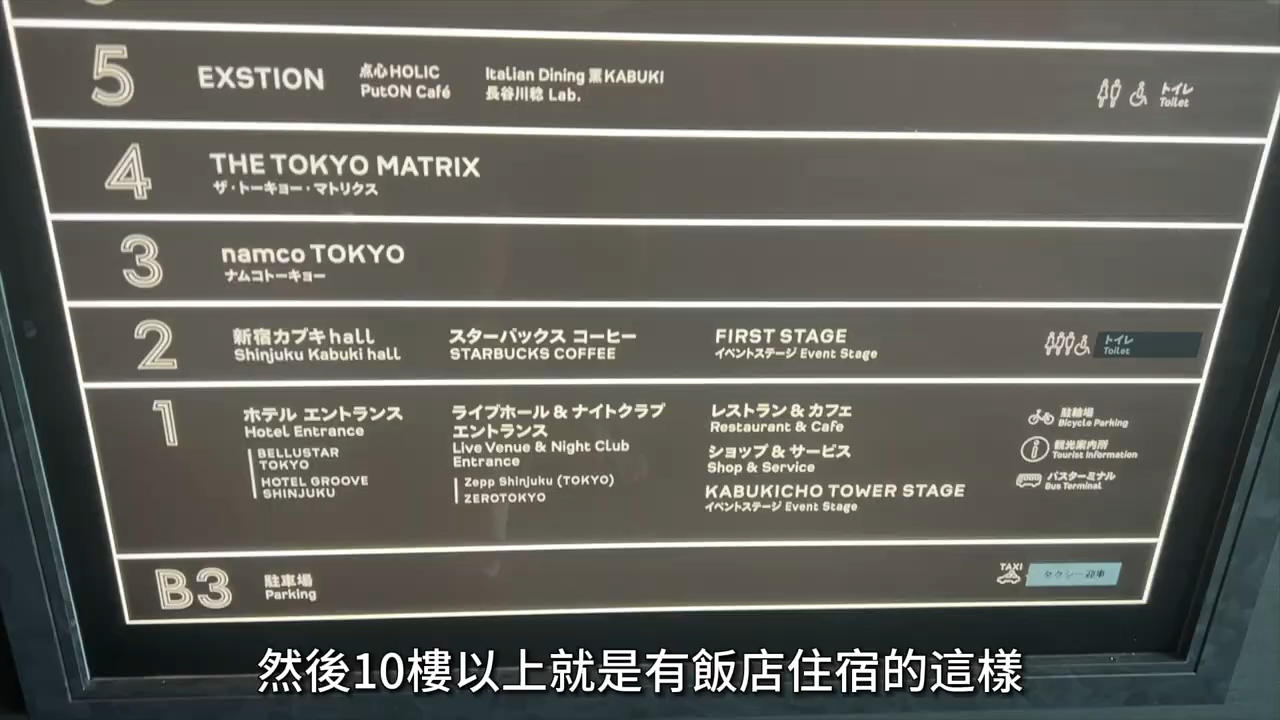 5
EXSTION
点心HOLIC
PutON Café
Italian Dining 薫KABUKI
長谷川稔 Lab.
トイレ
Toilet
4
THE TOKYO MATRIX
ザ・トーキョー・マトリクス
3
namco TOKYO
ナムコトーキョー
2
新宿カブキhall
Shinjuku Kabuki hall
スターバックス コーヒー
STARBUCKS COFFEE
FIRST STAGE
イベントステージ Event Stage
トイレ
Toilet
1
ホテル エントランス
Hotel Entrance
BELLUSTAR
TOKYO
HOTEL GROOVE
SHINJUKU
ライブホール & ナイトクラブ
エントランス
Live Venue & Night Club
Entrance
Zepp Shinjuku (TOKYO)
ZEROTOKYO
レストラン & カフェ
Restaurant & Cafe
ショップ & サービス
Shop & Service
KABUKICHO TOWER STAGE
イベントステージ Event Stage
駐輪場
Bicycle Parking
観光案内所
Tourist Information
バスターミナル
Bus Terminal
B3
駐車場
Parking
TAXI
タクシー
然後10樓以上就是有飯店住宿的這樣